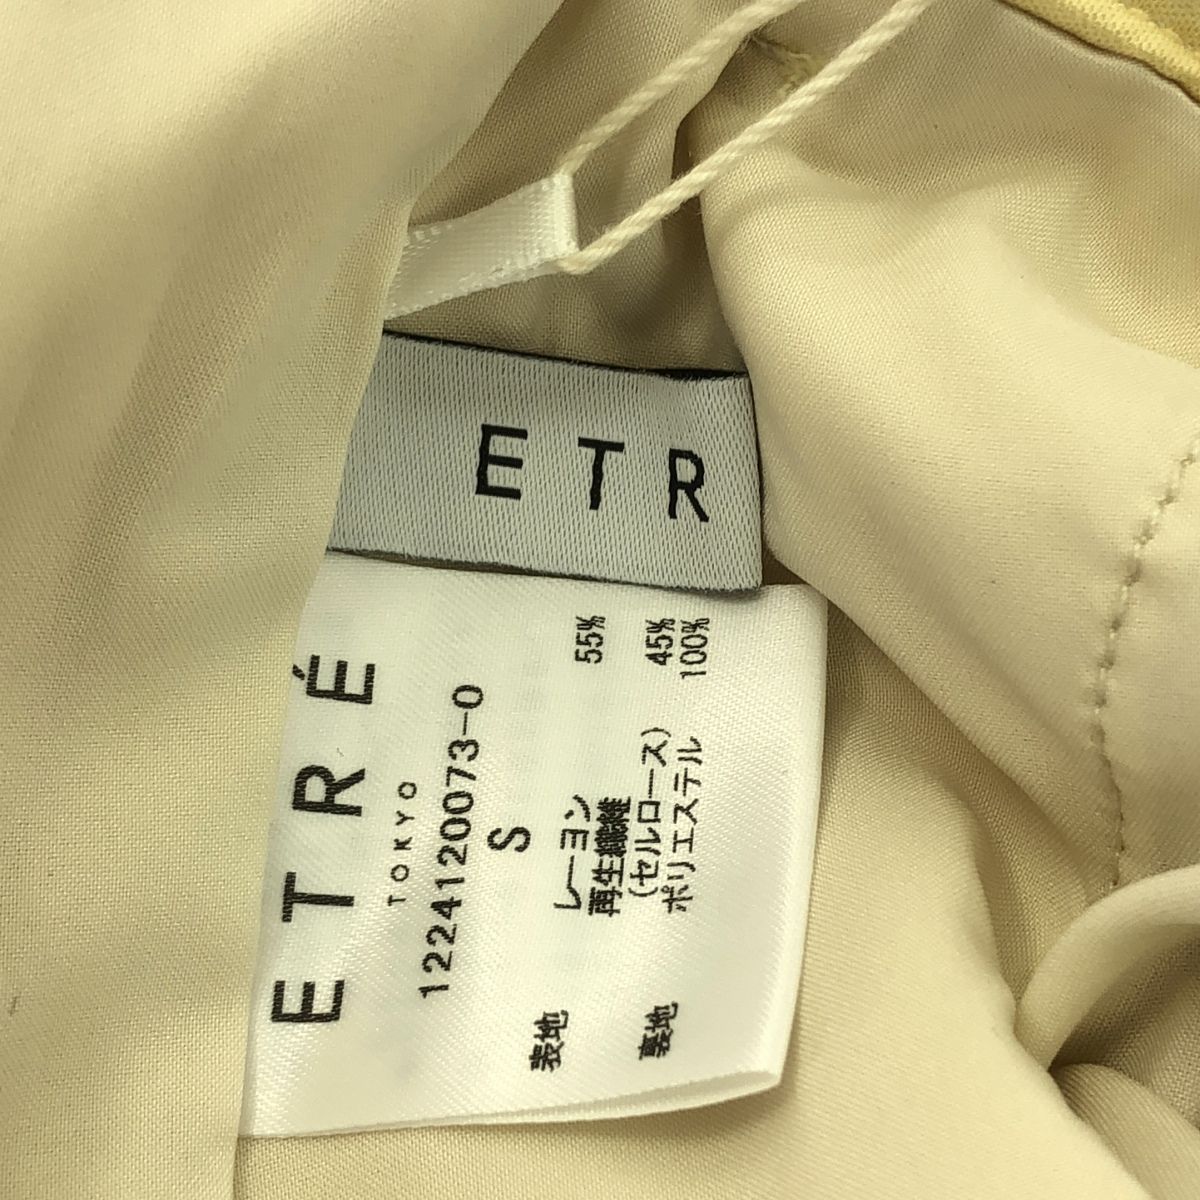 ETR
ETRÉ
TOKYO
1224120073-0
S
表地 レーヨン 55%
再生繊維
(セルロース) 45%
裏地 ポリエステル 100%